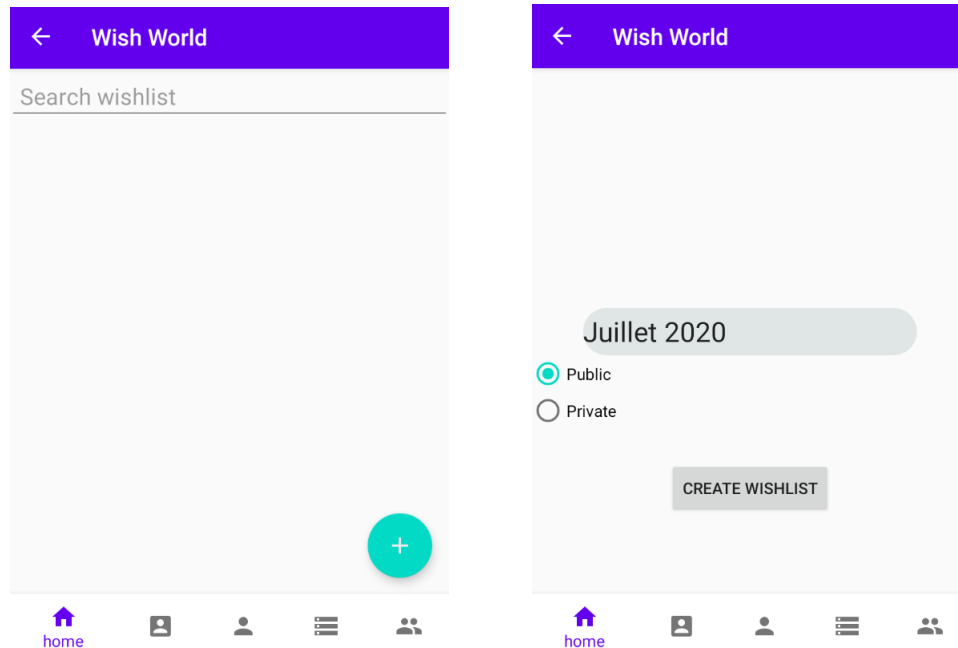 Wish World
Search wishlist
home
Wish World
Juillet 2020
Public
Private
CREATE WISHLIST
home